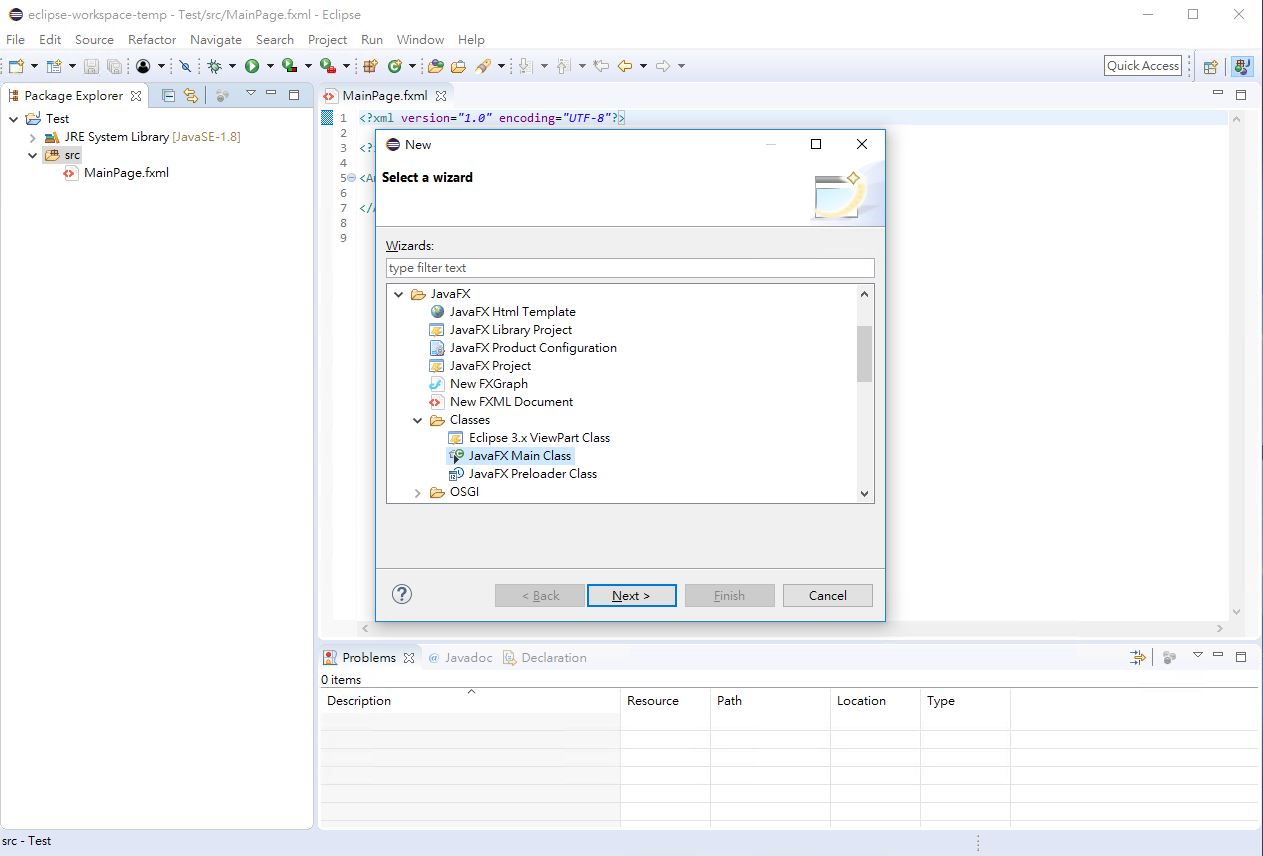 eclipse-workspace-temp - Test/src/MainPage.fxml - Eclipse
File Edit Source Refactor Navigate Search Project Run Window Help
Quick Access
Package Explorer
MainPage.fxml
Test
JRE System Library [JavaSE-1.8]
src
MainPage.fxml
1 <?xml version="1.0" encoding="UTF-8"?>
2
3 <?
4
5 <A
6
7 </
8
9
New
Select a wizard
Wizards:
type filter text
JavaFX
JavaFX Html Template
JavaFX Library Project
JavaFX Product Configuration
JavaFX Project
New FXGraph
New FXML Document
Classes
Eclipse 3.x ViewPart Class
JavaFX Main Class
JavaFX Preloader Class
OSGI
? < Back Next > Finish Cancel
Problems @ Javadoc Declaration
0 items
Description Resource Path Location Type
src - Test